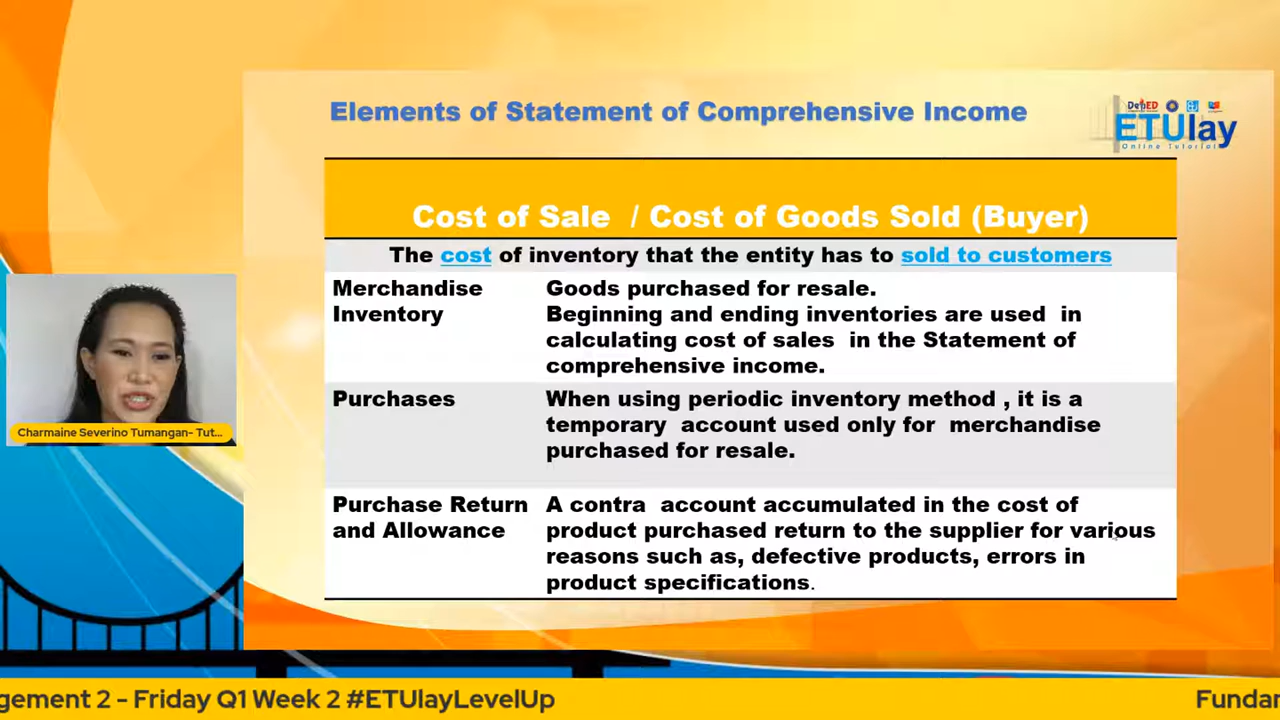 Elements of Statement of Comprehensive Income
DepED
ETUlay
Online Tutorial
Cost of Sale / Cost of Goods Sold (Buyer)
The cost of inventory that the entity has to sold to customers
Merchandise Inventory
Goods purchased for resale.
Beginning and ending inventories are used in
calculating cost of sales in the Statement of
comprehensive income.
Purchases
When using periodic inventory method , it is a
temporary account used only for merchandise
purchased for resale.
Purchase Return
and Allowance
A contra account accumulated in the cost of
product purchased return to the supplier for various
reasons such as, defective products, errors in
product specifications.
Charmaine Severino Tumangan- Tut...
gement 2 - Friday Q1 Week 2 #ETUlayLevelUp
Fundar